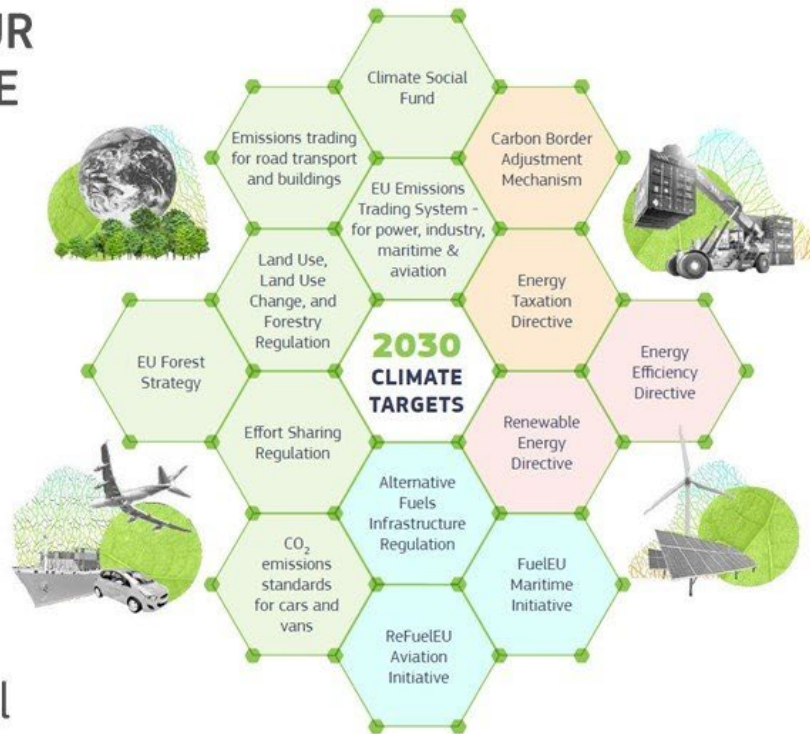 UR
E
Climate Social
Fund
Emissions trading
for road transport
and buildings
Carbon Border
Adjustment
Mechanism
EU Emissions
Trading System -
for power, industry,
maritime &
aviation
Land Use,
Land Use
Change, and
Forestry
Regulation
Energy
Taxation
Directive
EU Forest
Strategy
2030
CLIMATE
TARGETS
Energy
Efficiency
Directive
Effort Sharing
Regulation
Renewable
Energy
Directive
Alternative
Fuels
Infrastructure
Regulation
CO₂
emissions
standards
for cars and
vans
FuelEU
Maritime
Initiative
ReFuelEU
Aviation
Initiative
l